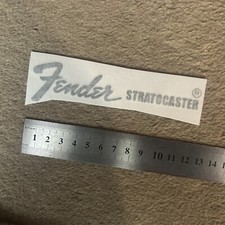 Fender STRATOCASTER ®
1 2 3 4 5 6 7 8 9 10 11 12 13 14